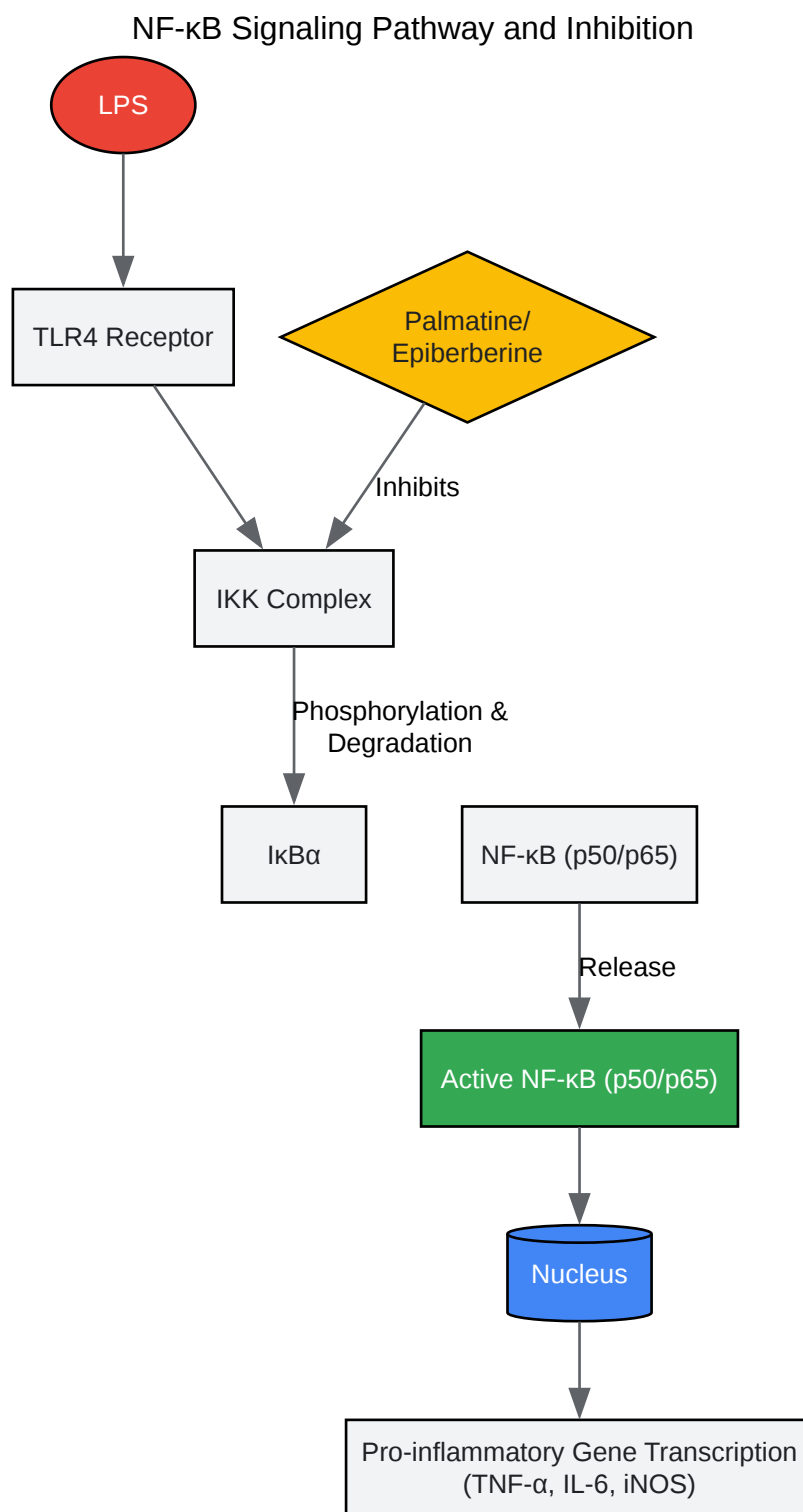 NF-κB Signaling Pathway and Inhibition
LPS
TLR4 Receptor
Palmatine/
Epiberberine
Inhibits
IKK Complex
Phosphorylation &
Degradation
IκBα
NF-κB (p50/p65)
Release
Active NF-κB (p50/p65)
Nucleus
Pro-inflammatory Gene Transcription
(TNF-α, IL-6, iNOS)